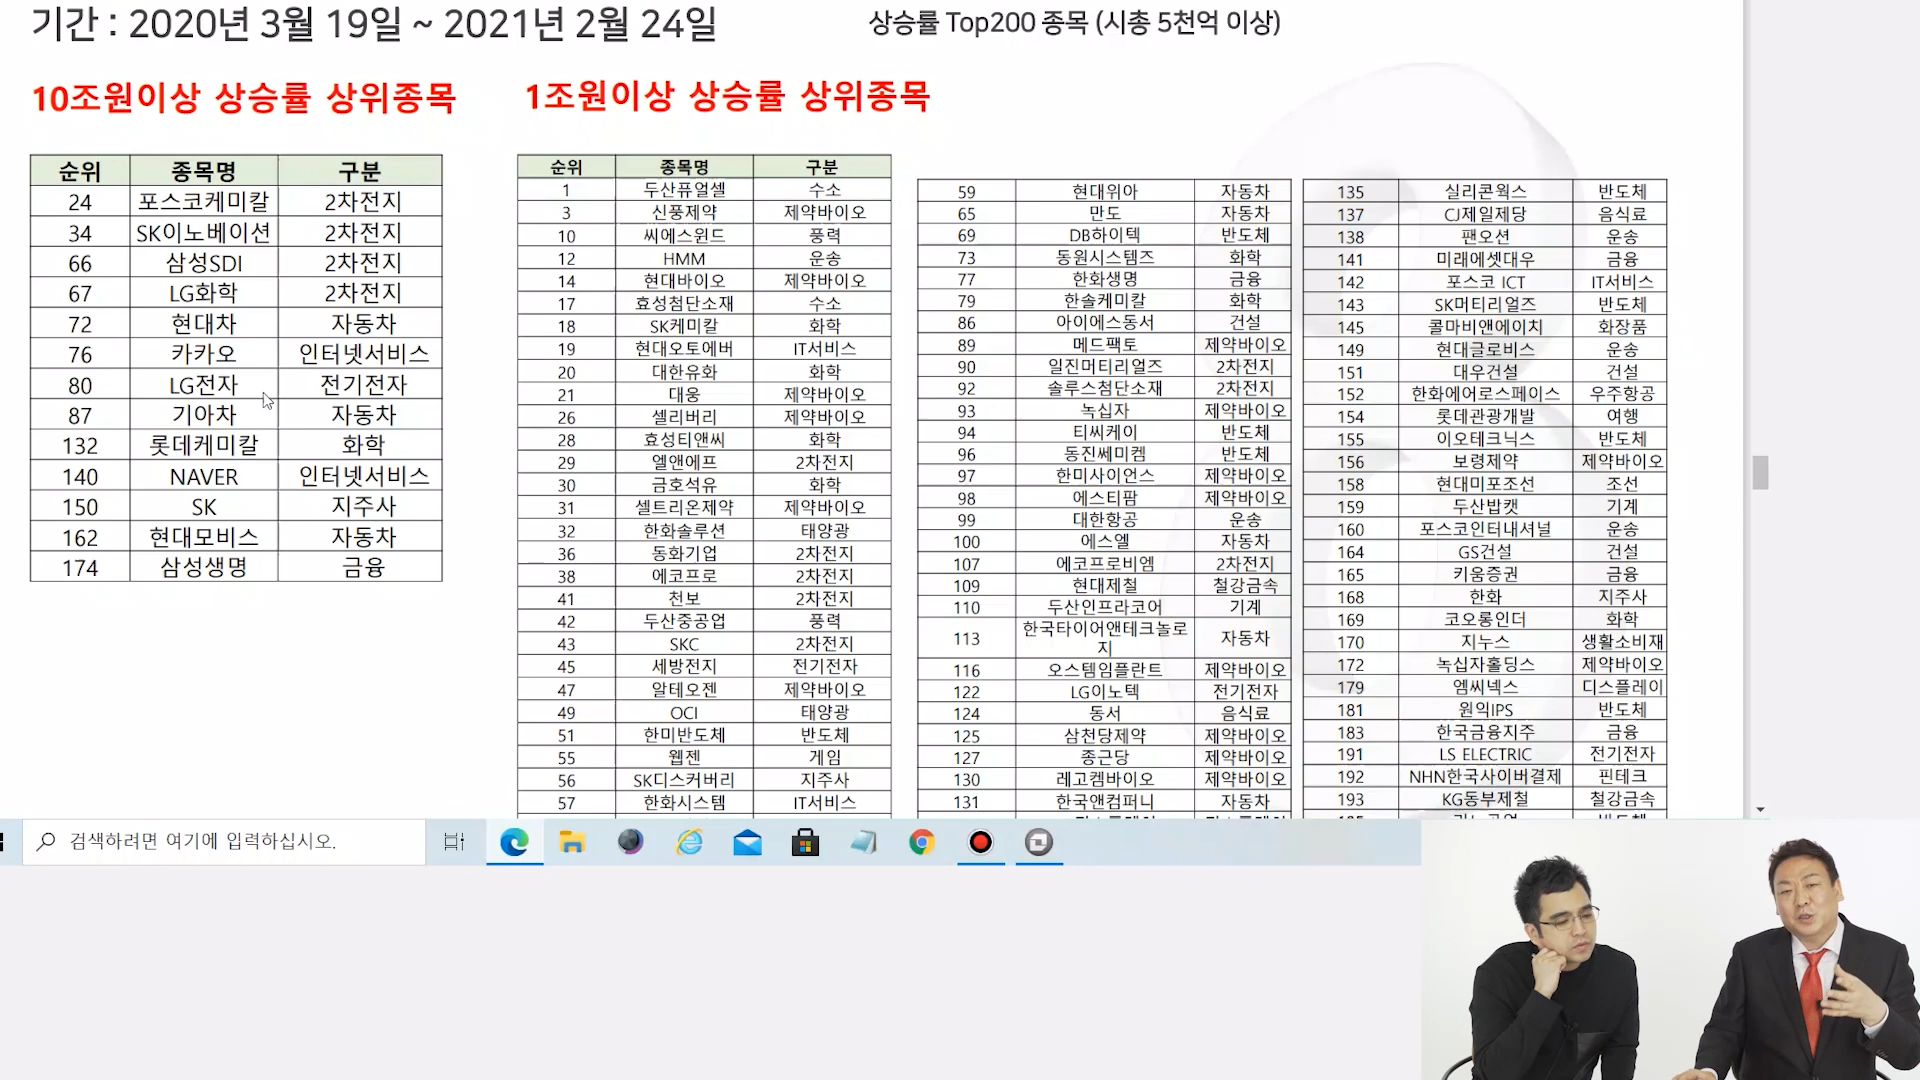 기간 : 2020년 3월 19일 ~ 2021년 2월 24일
상승률 Top200 종목 (시총 5천억 이상)
10조원이상 상승률 상위종목
1조원이상 상승률 상위종목
순위 종목명 구분
24 포스코케미칼 2차전지
34 SK이노베이션 2차전지
66 삼성SDI 2차전지
67 LG화학 2차전지
72 현대차 자동차
76 카카오 인터넷서비스
80 LG전자 전기전자
87 기아차 자동차
132 롯데케미칼 화학
140 NAVER 인터넷서비스
150 SK 지주사
162 현대모비스 자동차
174 삼성생명 금융
순위 종목명 구분
1 두산퓨얼셀 수소
3 신풍제약 제약바이오
10 씨에스윈드 풍력
12 HMM 운송
14 현대바이오 제약바이오
17 효성첨단소재 수소
18 SK케미칼 화학
19 현대오토에버 IT서비스
20 대한유화 화학
21 대웅 제약바이오
26 셀리버리 제약바이오
28 효성티앤씨 화학
29 엘앤에프 2차전지
30 금호석유 화학
31 셀트리온제약 제약바이오
32 한화솔루션 태양광
36 동화기업 2차전지
38 에코프로 2차전지
41 천보 2차전지
42 두산중공업 풍력
43 SKC 2차전지
45 세방전지 전기전자
47 알테오젠 제약바이오
49 OCI 태양광
51 한미반도체 반도체
55 웹젠 게임
56 SK디스커버리 지주사
57 한화시스템 IT서비스
59 현대위아 자동차
65 만도 자동차
69 DB하이텍 반도체
73 동원시스템즈 화학
77 한화생명 금융
79 한솔케미칼 화학
86 아이에스동서 건설
89 메드팩토 제약바이오
90 일진머티리얼즈 2차전지
92 솔루스첨단소재 2차전지
93 녹십자 제약바이오
94 티씨케이 반도체
96 동진쎄미켐 반도체
97 한미사이언스 제약바이오
98 에스티팜 제약바이오
99 대한항공 운송
100 에스엘 자동차
107 에코프로비엠 2차전지
109 현대제철 철강금속
110 두산인프라코어 기계
113 한국타이어앤테크놀로지 자동차
116 오스템임플란트 제약바이오
122 LG이노텍 전기전자
124 동서 음식료
125 삼천당제약 제약바이오
127 종근당 제약바이오
130 레고켐바이오 제약바이오
131 한국앤컴퍼니 자동차
135 실리콘웍스 반도체
137 CJ제일제당 음식료
138 팬오션 운송
141 미래에셋대우 금융
142 포스코 ICT IT서비스
143 SK머티리얼즈 반도체
145 콜마비앤에이치 화장품
149 현대글로비스 운송
151 대우건설 건설
152 한화에어로스페이스 우주항공
154 롯데관광개발 여행
155 이오테크닉스 반도체
156 보령제약 제약바이오
158 현대미포조선 조선
159 두산밥캣 기계
160 포스코인터내셔널 운송
164 GS건설 건설
165 키움증권 금융
168 한화 지주사
169 코오롱인더 화학
170 지누스 생활소비재
172 녹십자홀딩스 제약바이오
179 엠씨넥스 디스플레이
181 원익IPS 반도체
183 한국금융지주 금융
191 LS ELECTRIC 전기전자
192 NHN한국사이버결제 핀테크
193 KG동부제철 철강금속
검색하려면 여기에 입력하십시오.